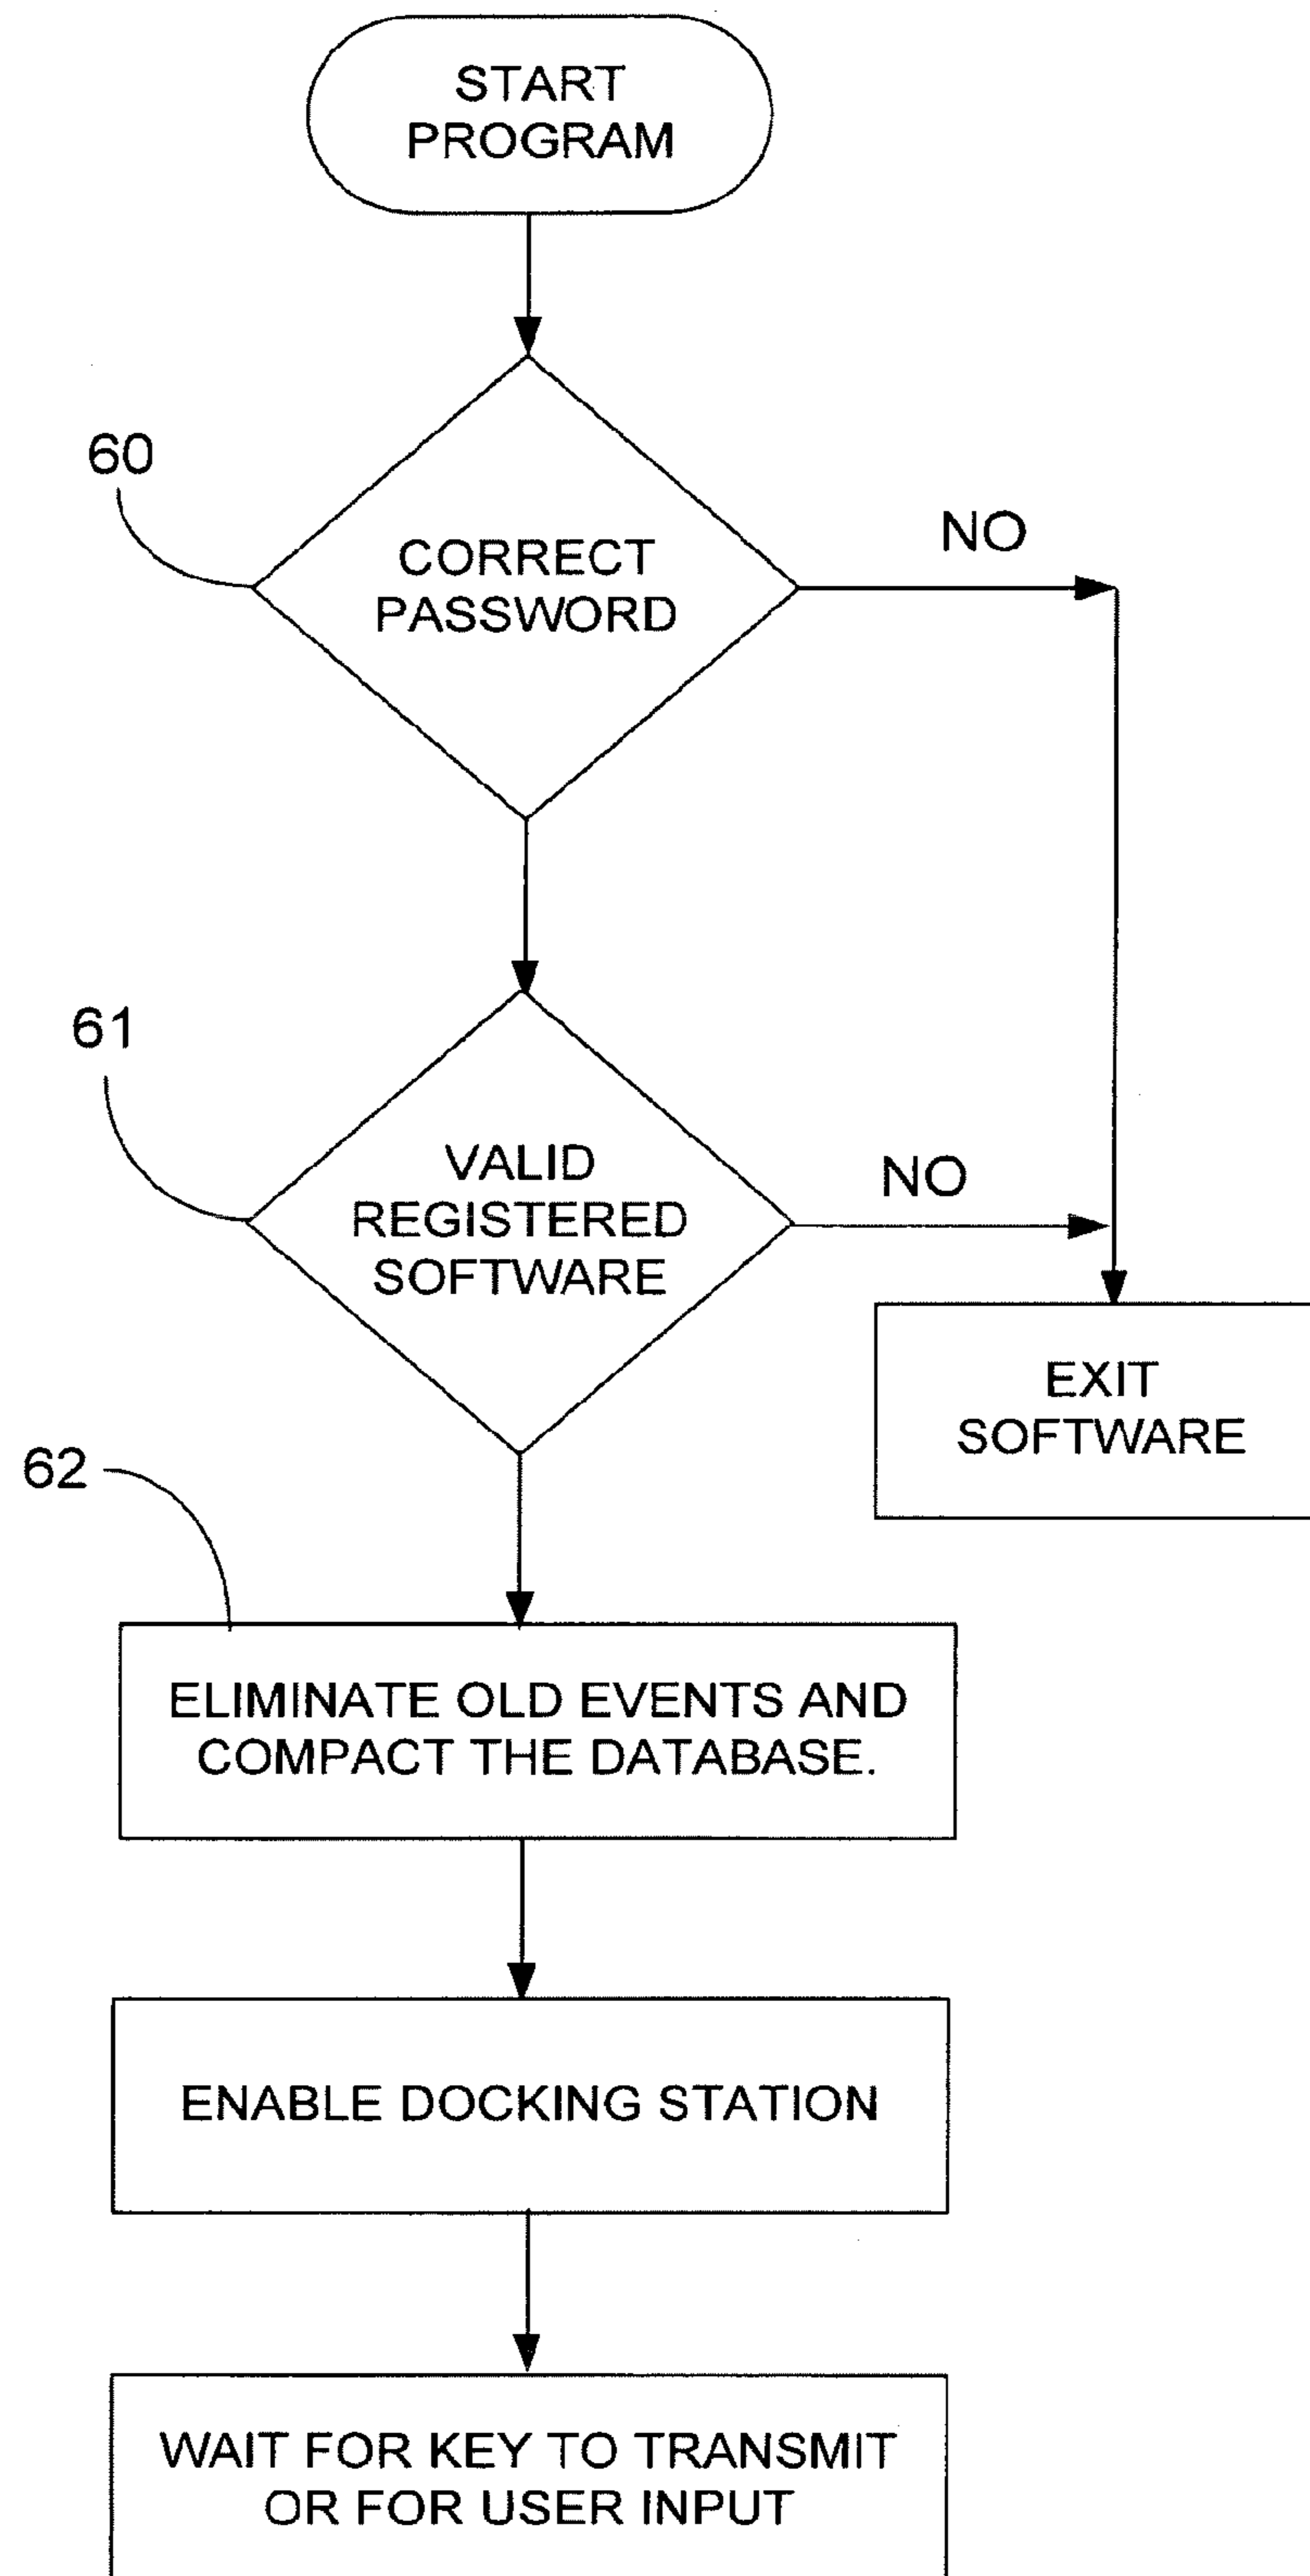 START
PROGRAM
60
CORRECT
PASSWORD
NO
61
VALID
REGISTERED
SOFTWARE
NO
EXIT
SOFTWARE
62
ELIMINATE OLD EVENTS AND
COMPACT THE DATABASE.
ENABLE DOCKING STATION
WAIT FOR KEY TO TRANSMIT
OR FOR USER INPUT